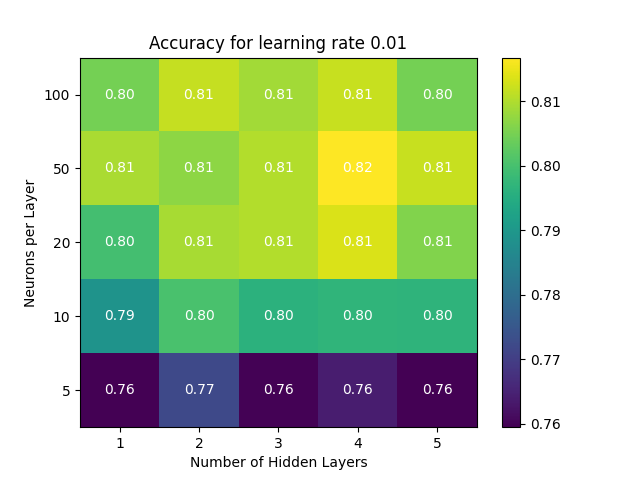 Accuracy for learning rate 0.01
Neurons per Layer
100 0.80 0.81 0.81 0.81 0.80
50 0.81 0.81 0.81 0.82 0.81
20 0.80 0.81 0.81 0.81 0.81
10 0.79 0.80 0.80 0.80 0.80
5 0.76 0.77 0.76 0.76 0.76
1 2 3 4 5
Number of Hidden Layers
0.81
0.80
0.79
0.78
0.77
0.76